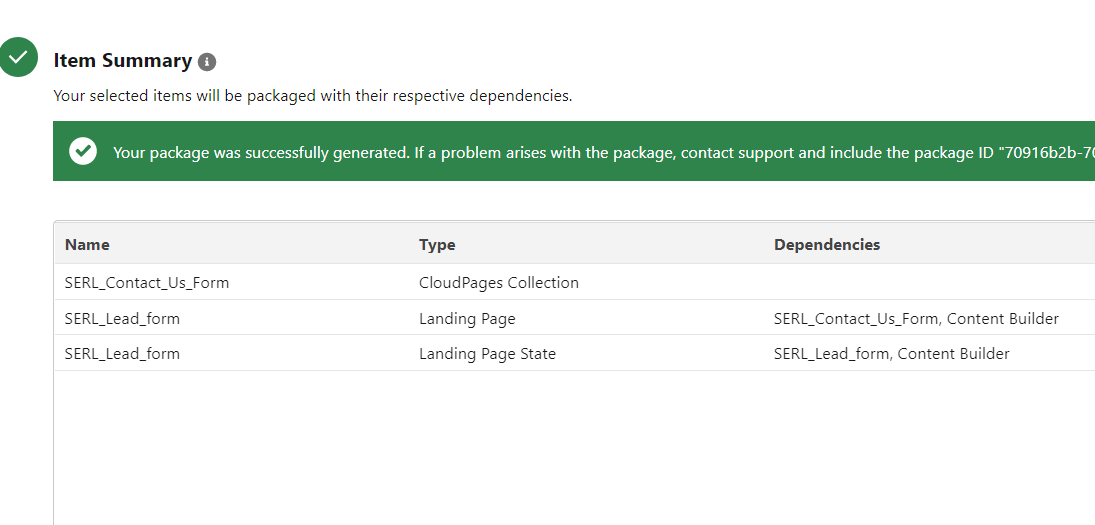 Item Summary
Your selected items will be packaged with their respective dependencies.
Your package was successfully generated. If a problem arises with the package, contact support and include the package ID "70916b2b-70
Name Type Dependencies
SERL_Contact_Us_Form CloudPages Collection
SERL_Lead_form Landing Page SERL_Contact_Us_Form, Content Builder
SERL_Lead_form Landing Page State SERL_Lead_form, Content Builder